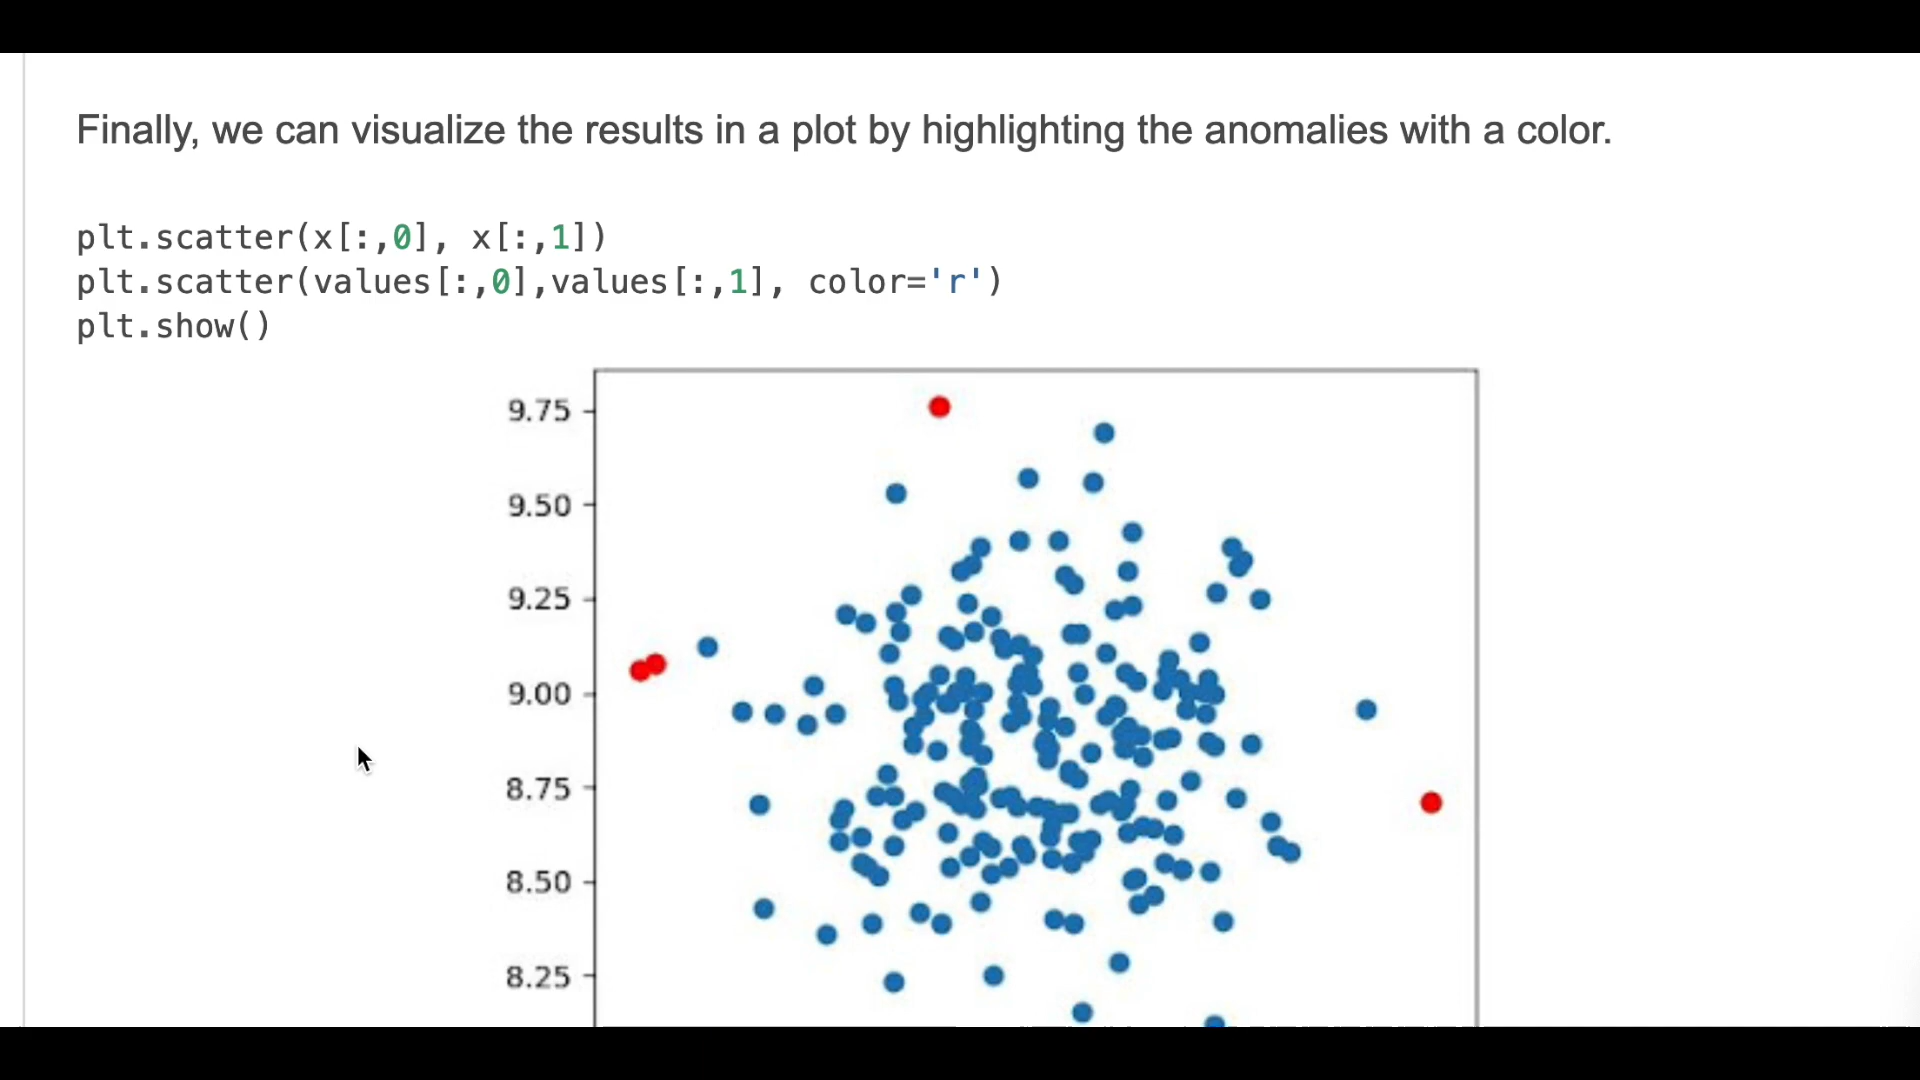 Finally, we can visualize the results in a plot by highlighting the anomalies with a color.
plt.scatter(x[:,0], x[:,1])
plt.scatter(values[:,0],values[:,1], color='r')
plt.show()
9.75
9.50
9.25
9.00
8.75
8.50
8.25